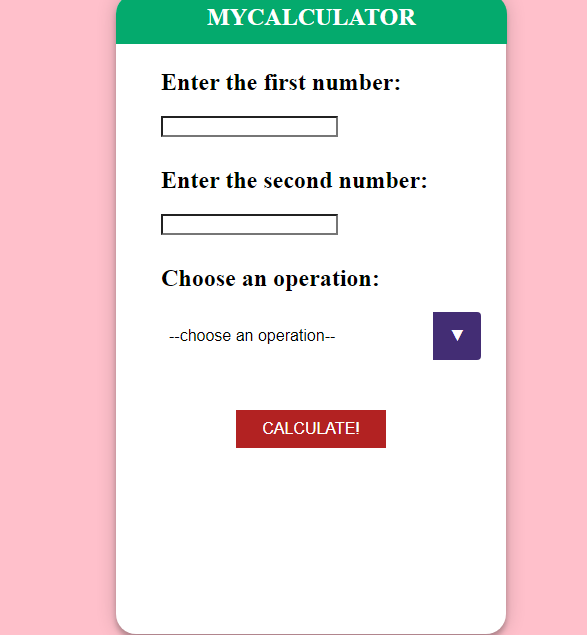 MYCALCULATOR
Enter the first number:
Enter the second number:
Choose an operation:
--choose an operation-- ▼
CALCULATE!